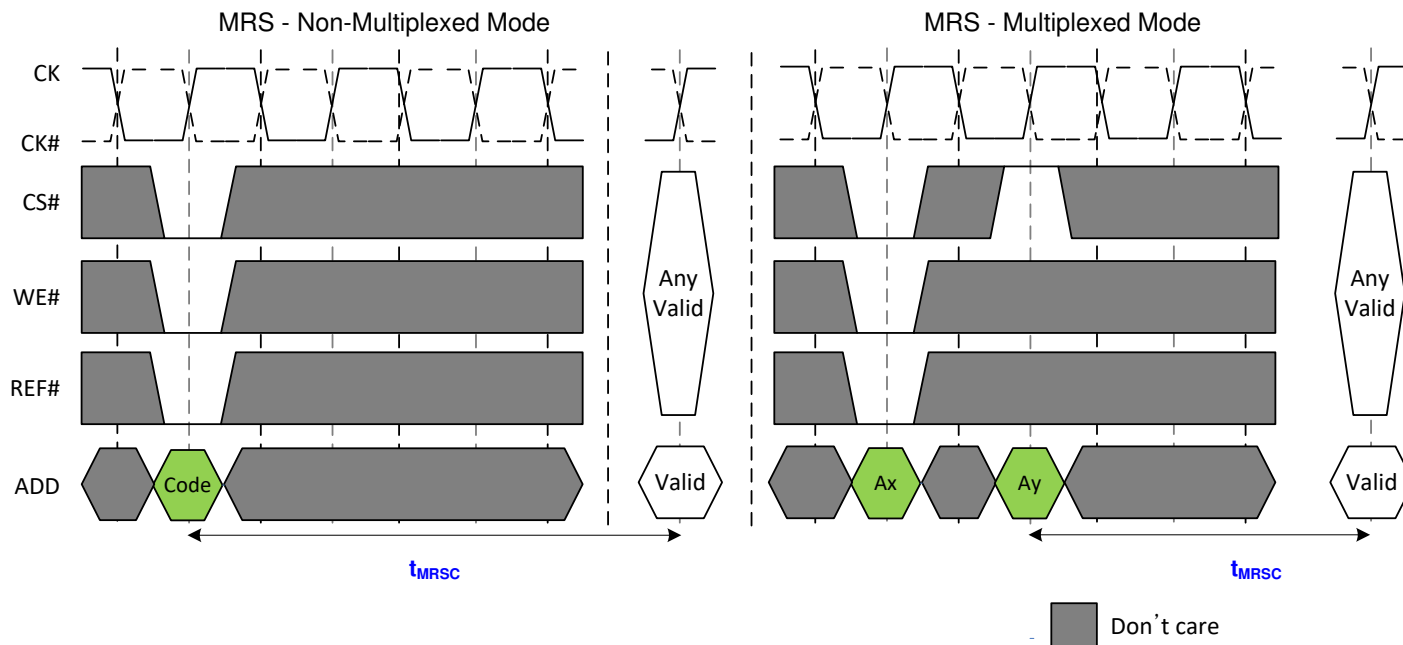 MRS - Non-Multiplexed Mode
MRS - Multiplexed Mode
CK
CK#
CS#
WE#
REF#
ADD
Any
Valid
Any
Valid
Code
Valid
Ax
Ay
Valid
tMRSC
tMRSC
Don't care